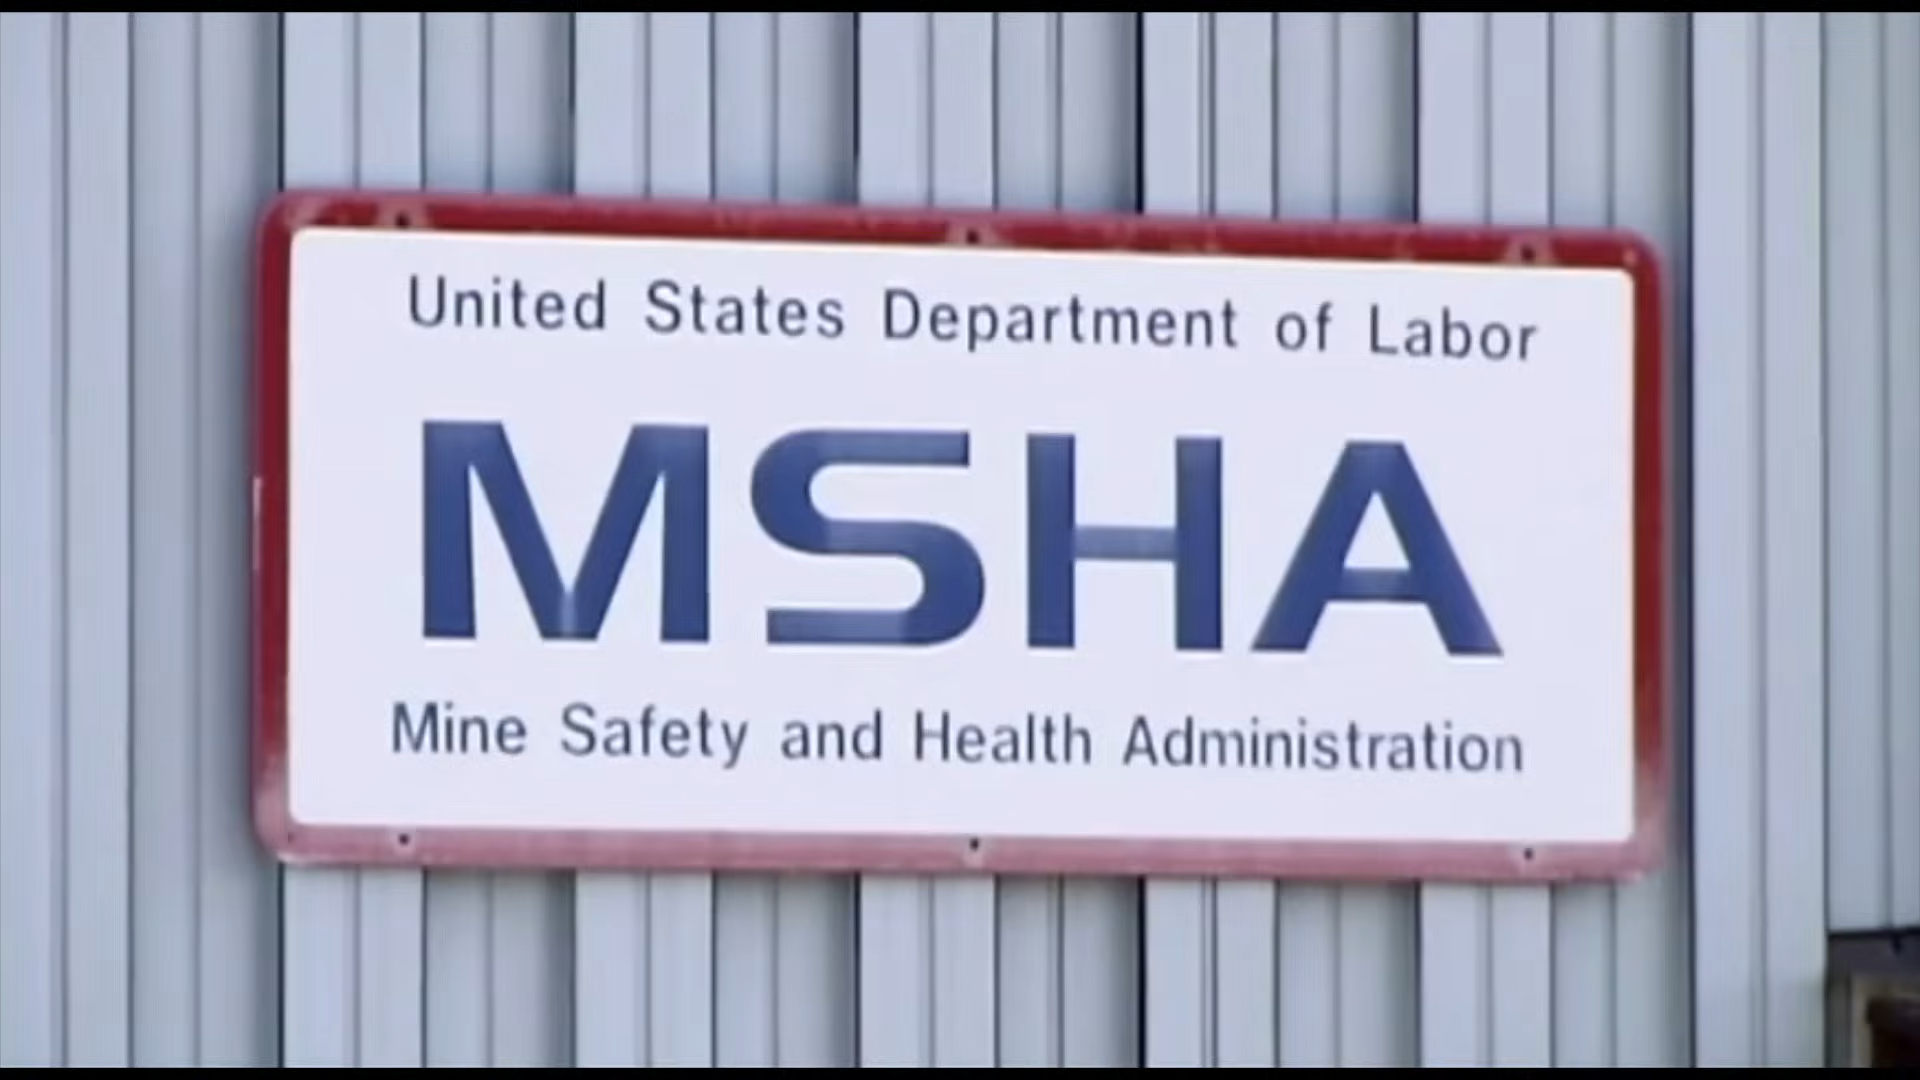 United States Department of Labor
MSHA
Mine Safety and Health Administration